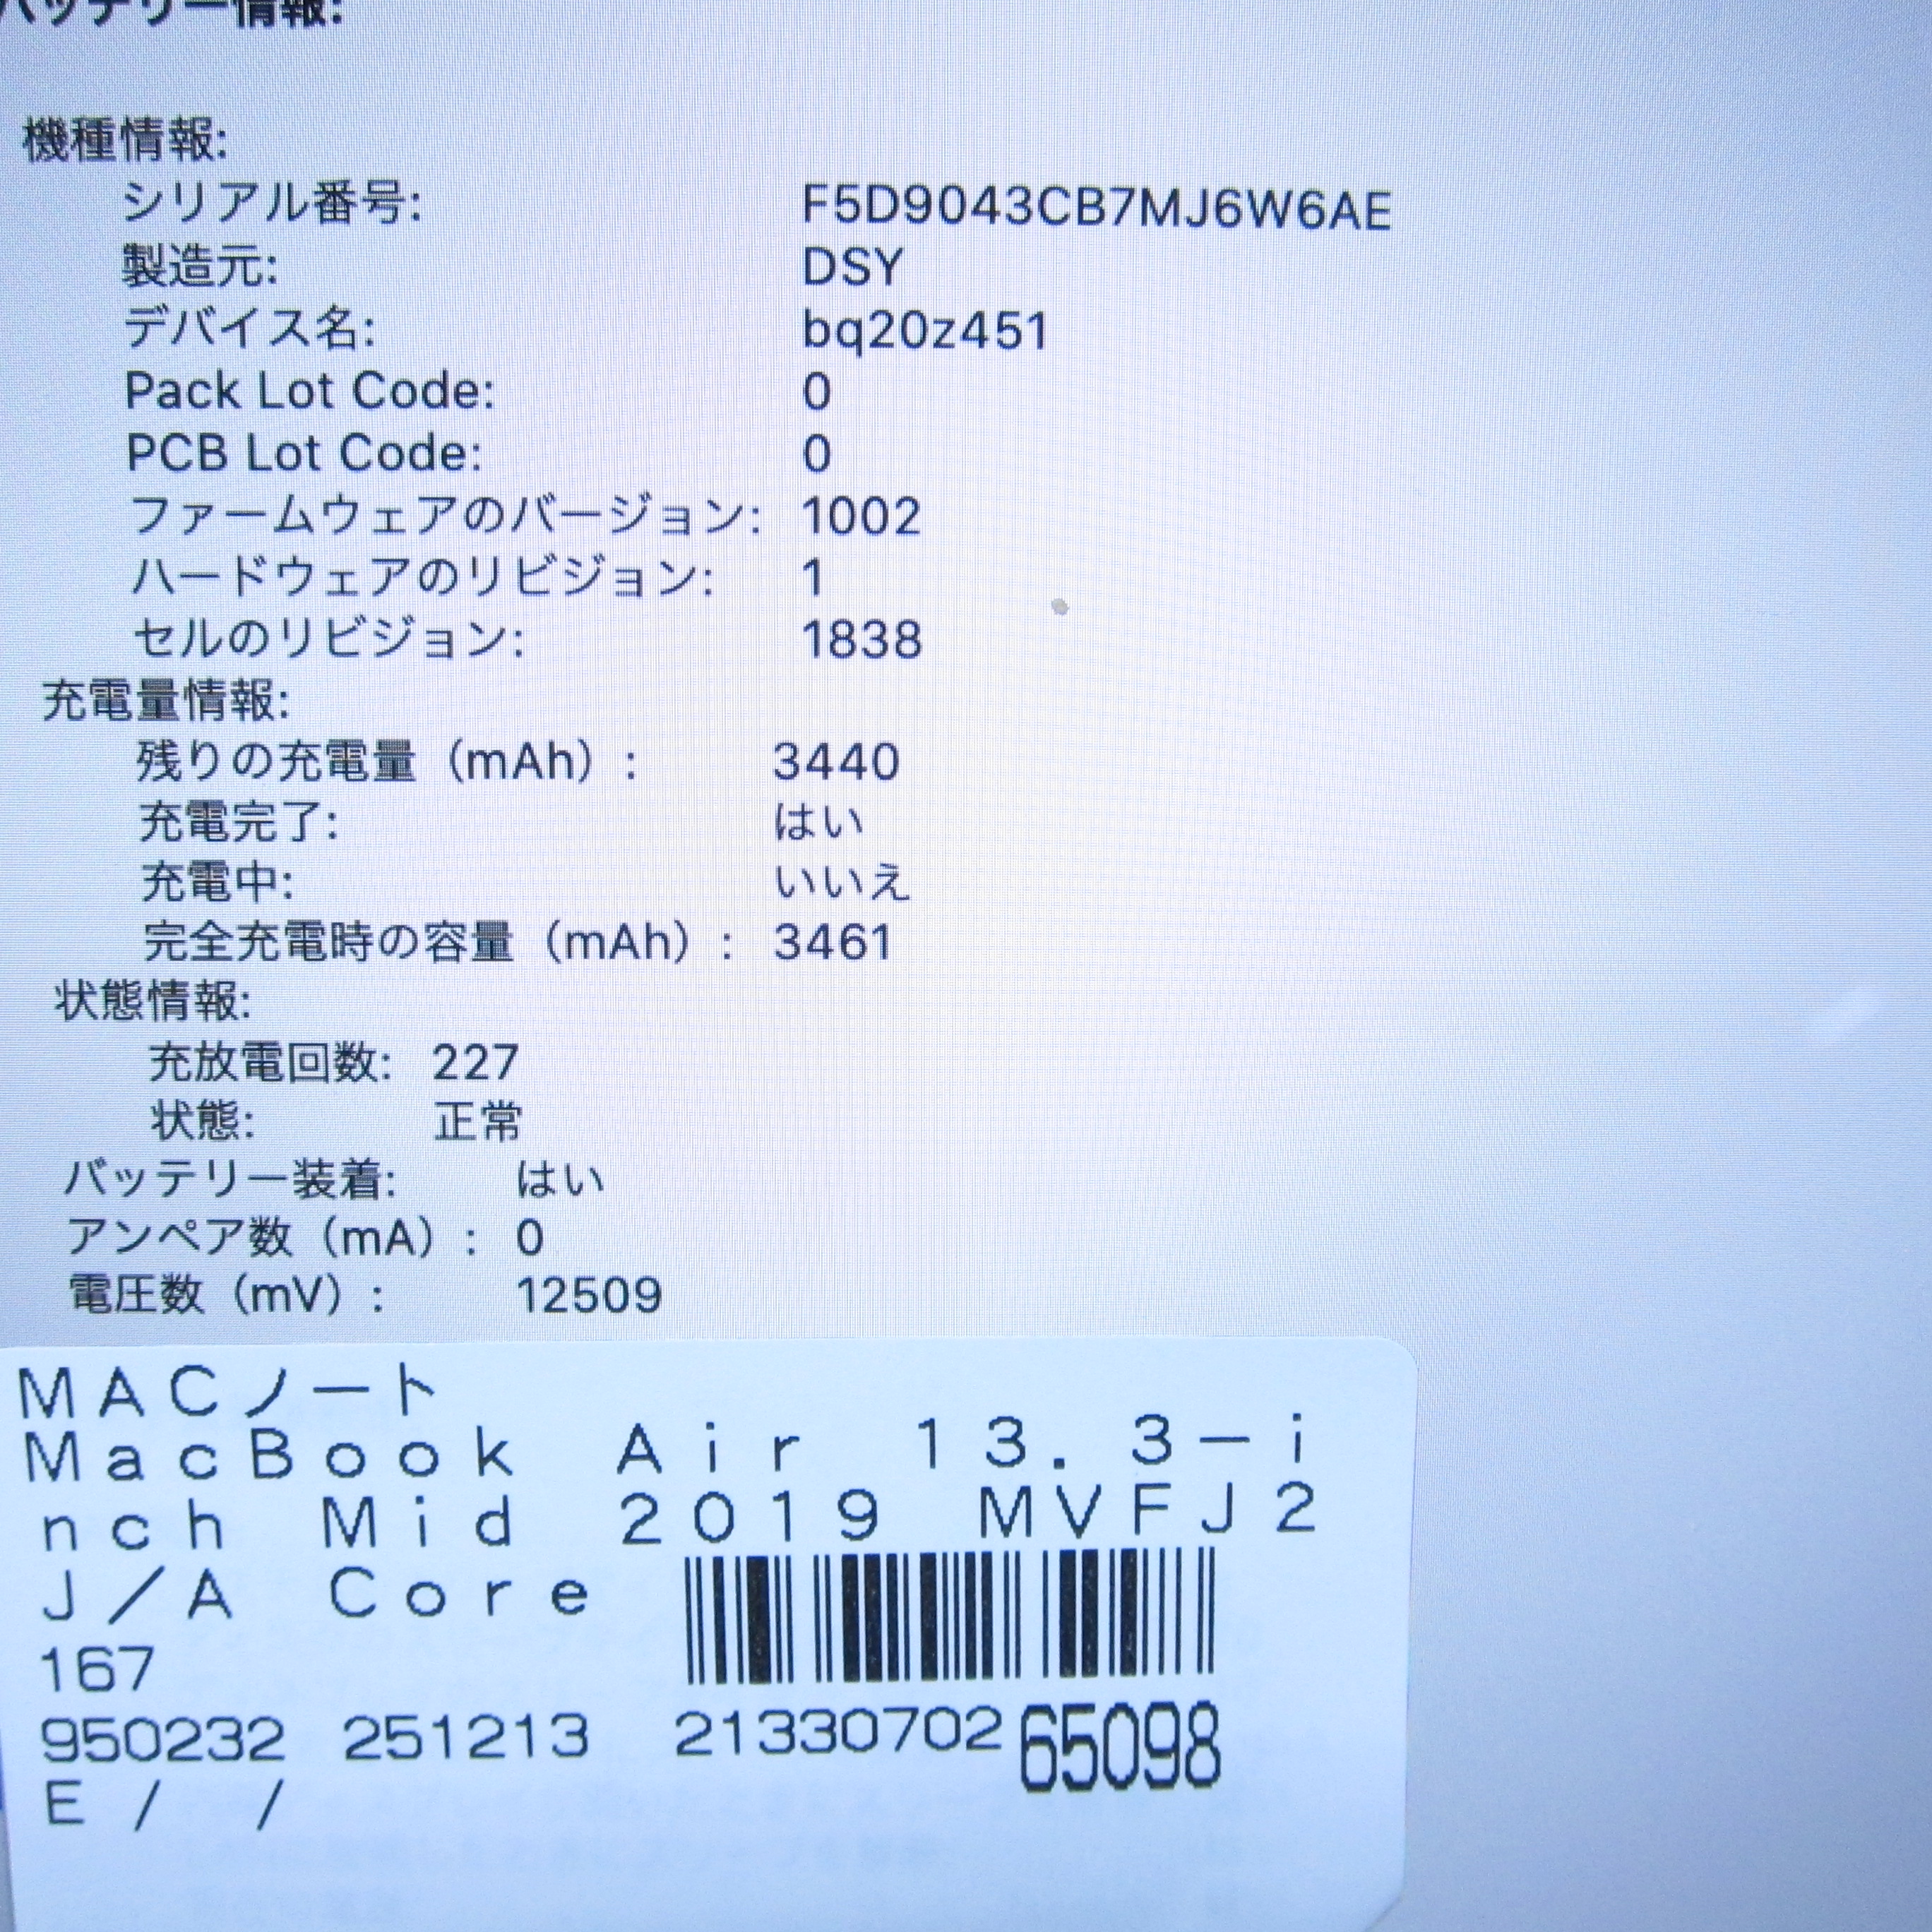 バッテリー情報:
機種情報:
シリアル番号: F5D9043CB7MJ6W6AE
製造元: DSY
デバイス名: bq20z451
Pack Lot Code: 0
PCB Lot Code: 0
ファームウェアのバージョン: 1002
ハードウェアのリビジョン: 1
セルのリビジョン: 1838
充電量情報:
残りの充電量（mAh）: 3440
充電完了: はい
充電中: いいえ
完全充電時の容量（mAh）: 3461
状態情報:
充放電回数: 227
状態: 正常
バッテリー装着: はい
アンペア数（mA）: 0
電圧数（mV）: 12509
MACノート
MacBook Air 13.3-i
nch Mid 2019 MVFJ2
J/A Core
167
950232 251213 21330702 65098
E / /